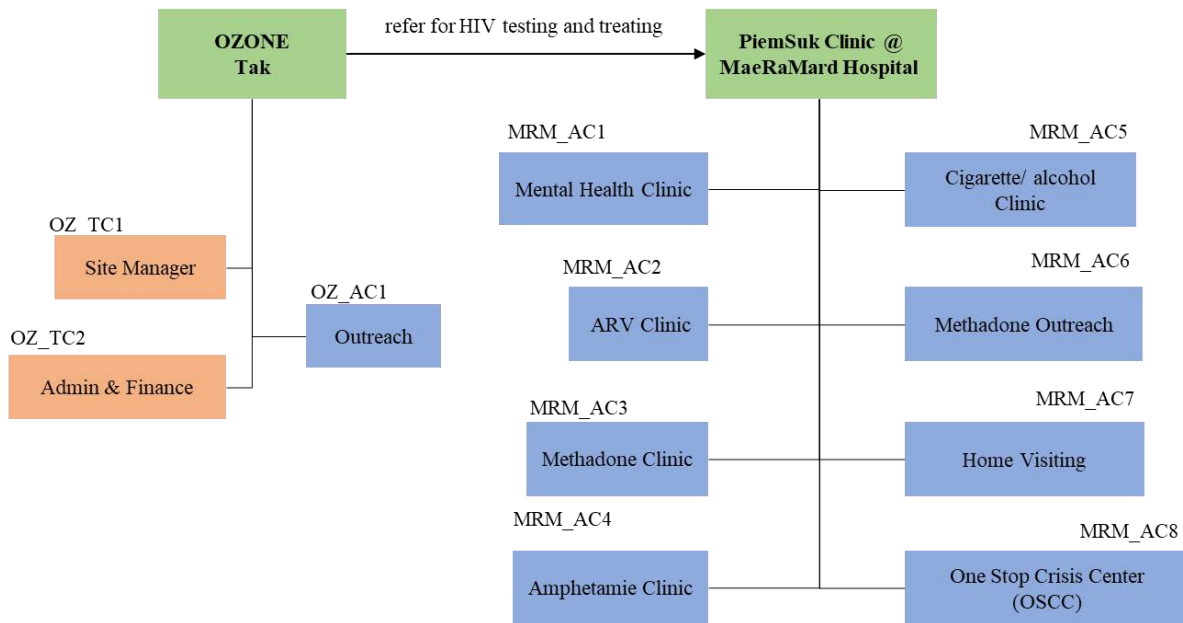 OZONE
Tak
refer for HIV testing and treating
PiemSuk Clinic @
MaeRaMard Hospital
OZ_TC1
Site Manager
OZ_TC2
Admin & Finance
OZ_AC1
Outreach
MRM_AC1
Mental Health Clinic
MRM_AC2
ARV Clinic
MRM_AC3
Methadone Clinic
MRM_AC4
Amphetamie Clinic
MRM_AC5
Cigarette/ alcohol
Clinic
MRM_AC6
Methadone Outreach
MRM_AC7
Home Visiting
MRM_AC8
One Stop Crisis Center
(OSCC)